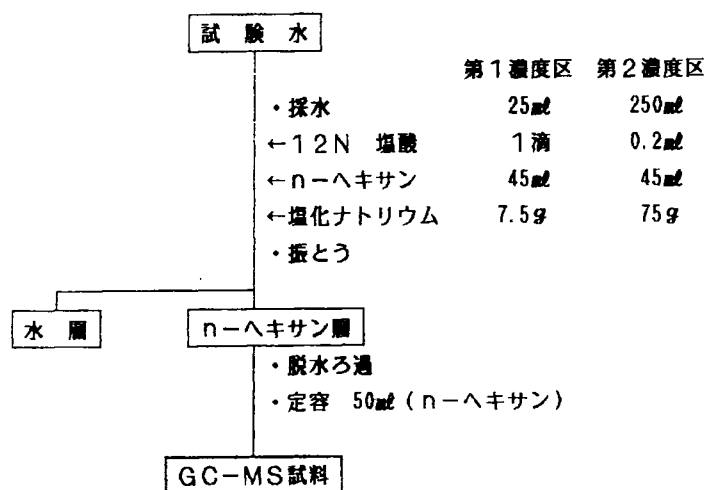 試 験 水
第1濃度区 第2濃度区
・採水 25ml 250ml
←12N 塩酸 1滴 0.2ml
←n−ヘキサン 45ml 45ml
←塩化ナトリウム 7.5g 75g
・振とう
水 層 n−ヘキサン層
・脱水ろ過
・定容 50ml(n−ヘキサン)
GC−MS試料